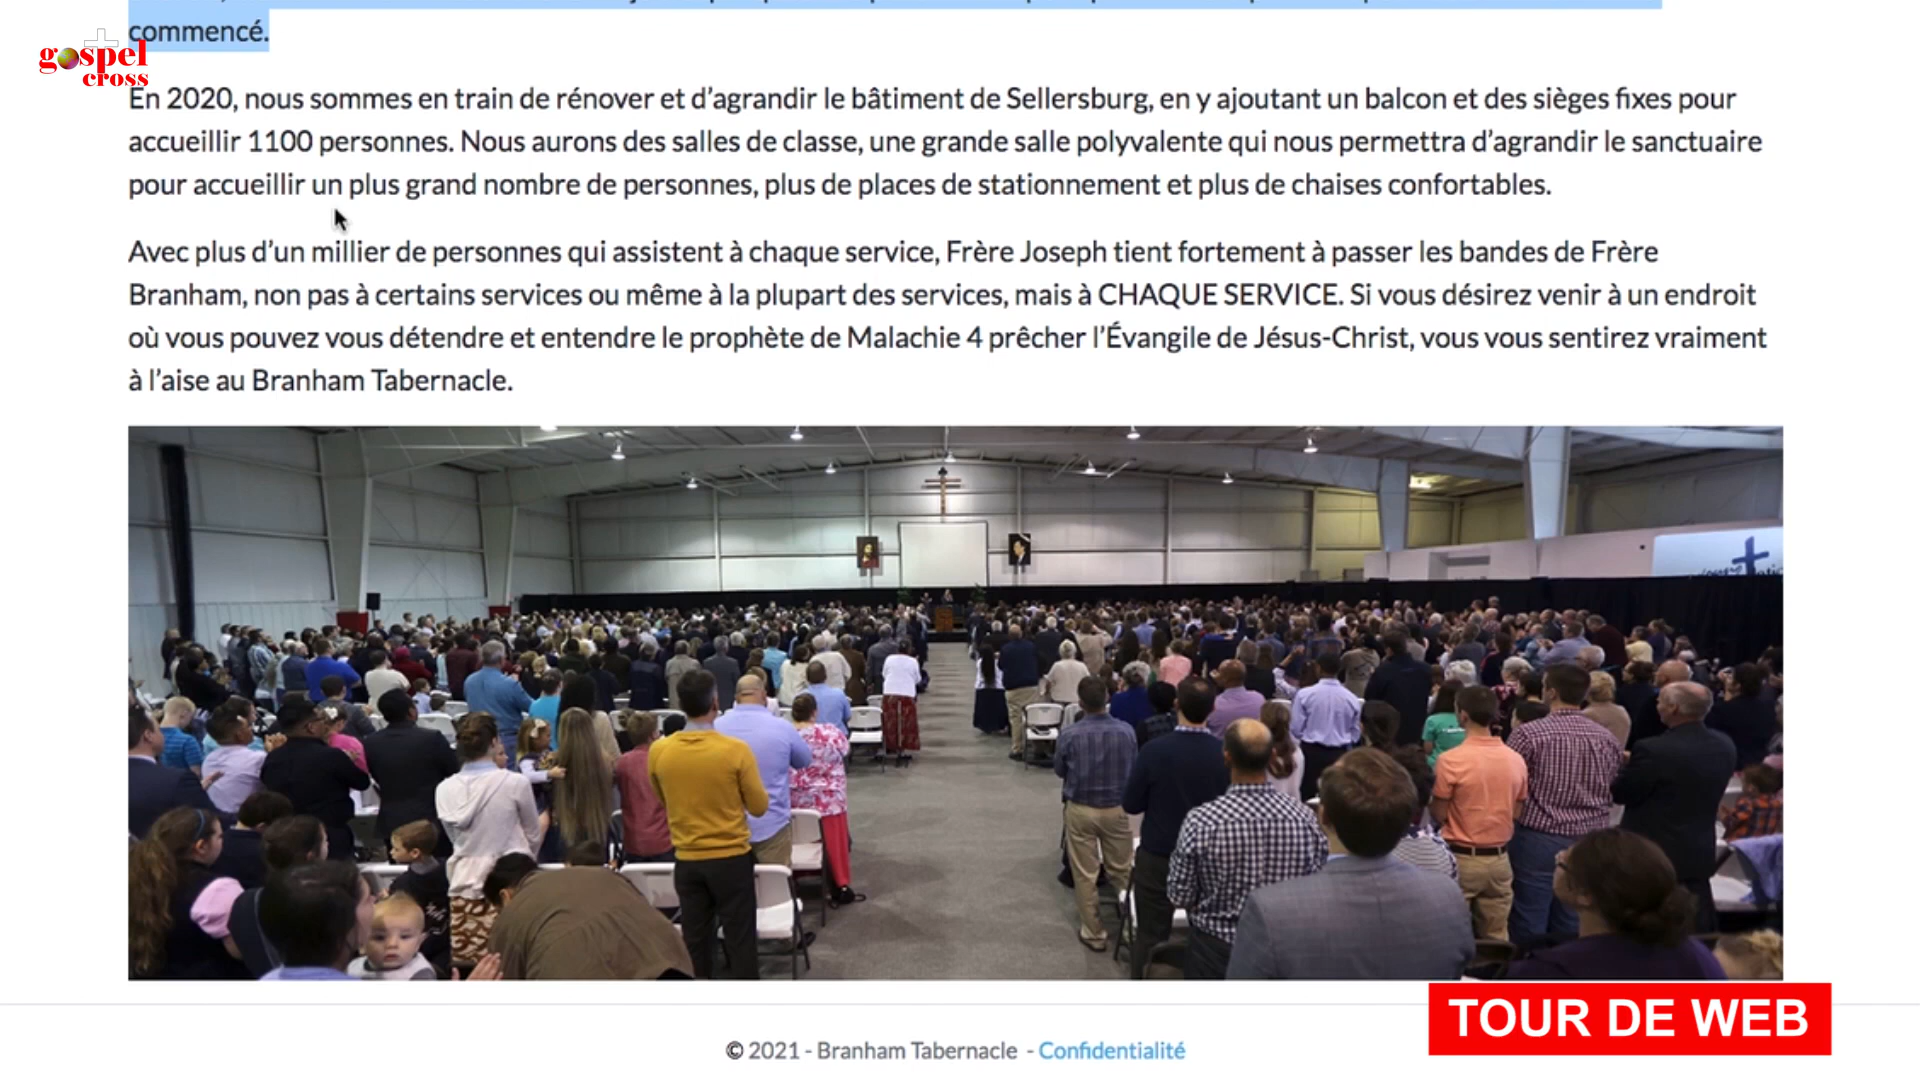 commencé.
gospel
cross
En 2020, nous sommes en train de rénover et d’agrandir le bâtiment de Sellersburg, en y ajoutant un balcon et des sièges fixes pour
accueillir 1100 personnes. Nous aurons des salles de classe, une grande salle polyvalente qui nous permettra d’agrandir le sanctuaire
pour accueillir un plus grand nombre de personnes, plus de places de stationnement et plus de chaises confortables.
Avec plus d’un millier de personnes qui assistent à chaque service, Frère Joseph tient fortement à passer les bandes de Frère
Branham, non pas à certains services ou même à la plupart des services, mais à CHAQUE SERVICE. Si vous désirez venir à un endroit
où vous pouvez vous détendre et entendre le prophète de Malachie 4 prêcher l’Évangile de Jésus-Christ, vous vous sentirez vraiment
à l’aise au Branham Tabernacle.
TOUR DE WEB
© 2021 - Branham Tabernacle - Confidentialité